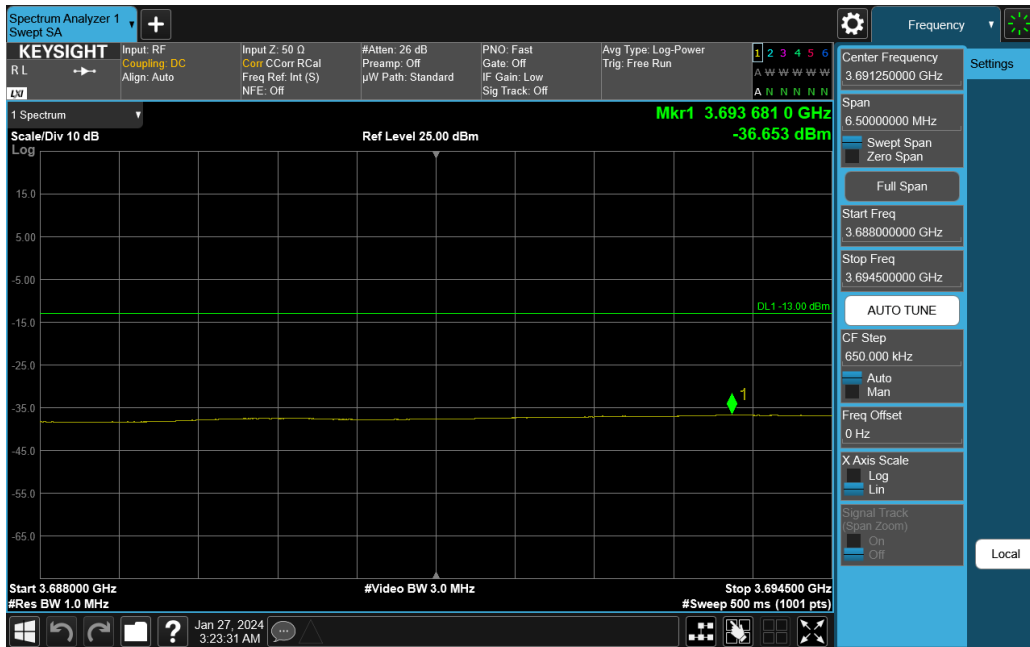 Spectrum Analyzer 1
Swept SA
+
Frequency
KEYSIGHT
R L
LXI
Input: RF
Coupling: DC
Align: Auto
Input Z: 50 Ω
Corr CCorr RCal
Freq Ref: Int (S)
NFE: Off
#Atten: 26 dB
Preamp: Off
µW Path: Standard
PNO: Fast
Gate: Off
IF Gain: Low
Sig Track: Off
Avg Type: Log-Power
Trig: Free Run
1 2 3 4 5 6
A W W W W W
A N N N N N
1 Spectrum
Scale/Div 10 dB
Log
Ref Level 25.00 dBm
Mkr1 3.693 681 0 GHz
-36.653 dBm
15.0
5.00
-5.00
DL1 -13.00 dBm
-15.0
-25.0
1
-35.0
-45.0
-55.0
-65.0
Start 3.688000 GHz
#Res BW 1.0 MHz
#Video BW 3.0 MHz
Stop 3.694500 GHz
#Sweep 500 ms (1001 pts)
Jan 27, 2024
3:23:31 AM
?
Center Frequency
3.691250000 GHz
Settings
Span
6.50000000 MHz
Swept Span
Zero Span
Full Span
Start Freq
3.688000000 GHz
Stop Freq
3.694500000 GHz
AUTO TUNE
CF Step
650.000 kHz
Auto
Man
Freq Offset
0 Hz
X Axis Scale
Log
Lin
Signal Track
(Span Zoom)
On
Off
Local